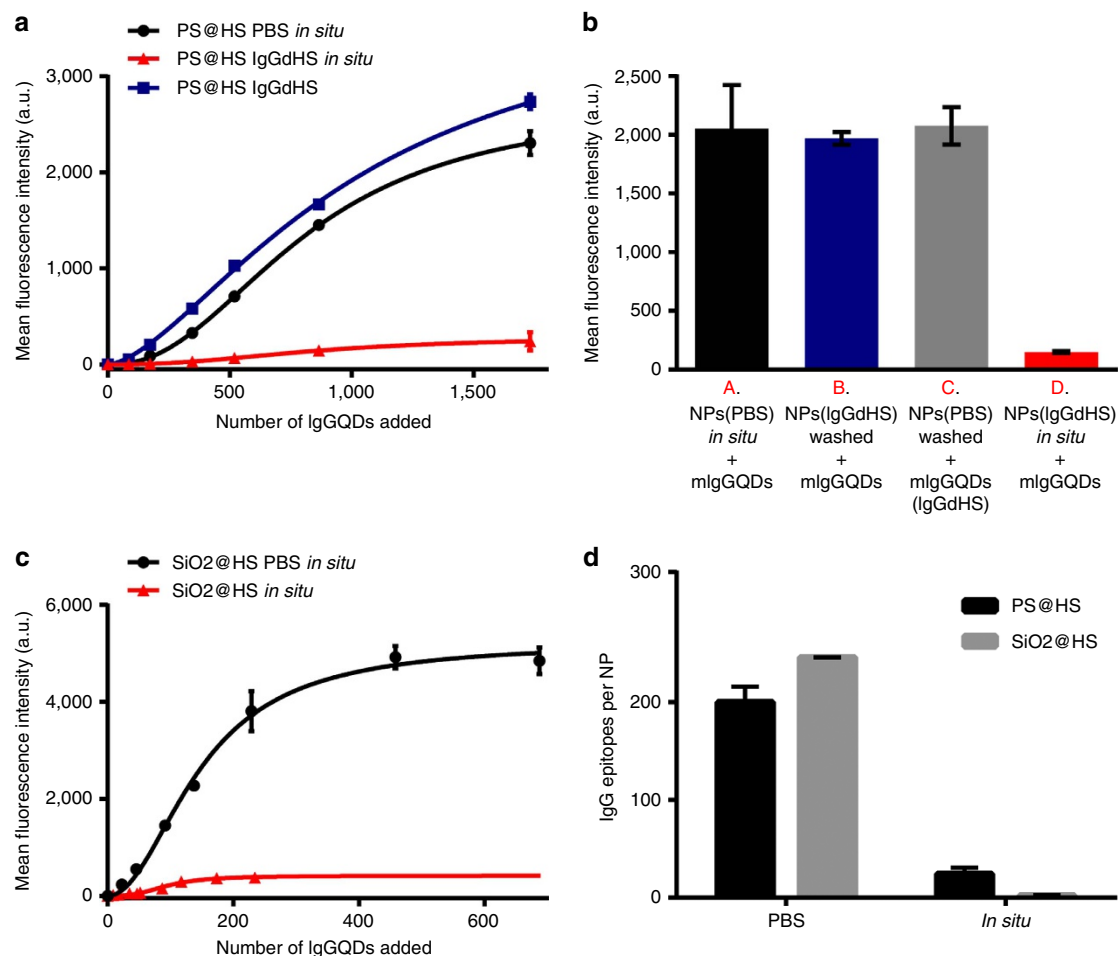 a
PS@HS PBS in situ
PS@HS IgGdHS in situ
PS@HS IgGdHS
3,000
2,000
1,000
0
Mean fluorescence intensity (a.u.)
0 500 1,000 1,500
Number of IgGQDs added
b
2,500
2,000
1,500
1,000
500
0
Mean fluorescence intensity (a.u.)
A. B. C. D.
NPs(PBS) NPs(IgGdHS) NPs(PBS) NPs(IgGdHS)
in situ washed washed in situ
+ + + +
mIgGQDs mIgGQDs mIgGQDs mIgGQDs
(IgGdHS)
c
SiO2@HS PBS in situ
SiO2@HS in situ
6,000
4,000
2,000
0
Mean fluorescence intensity (a.u.)
0 200 400 600
Number of IgGQDs added
d
300
200
100
0
IgG epitopes per NP
PS@HS
SiO2@HS
PBS In situ